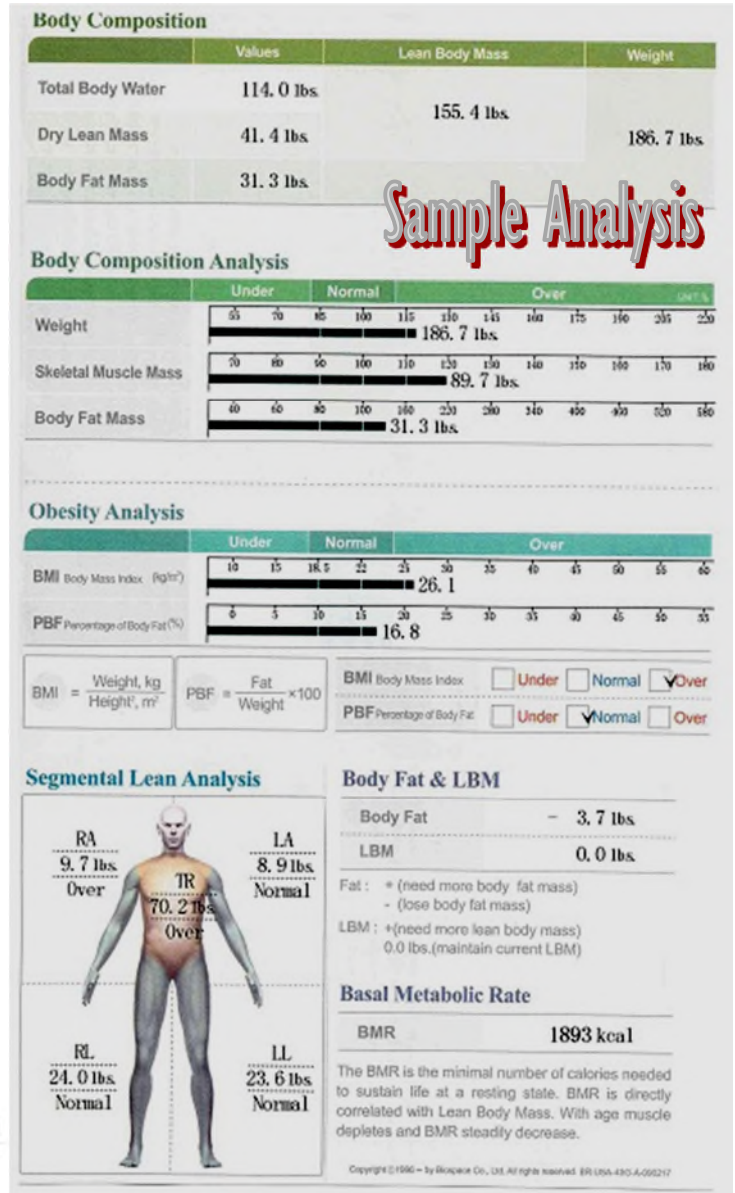 Body Composition
Values Lean Body Mass Weight
Total Body Water 114.0 lbs.
155.4 lbs.
Dry Lean Mass 41.4 lbs.
186.7 lbs.
Body Fat Mass 31.3 lbs.
Sample Analysis
Body Composition Analysis
Under Normal Over UNIT:%
Weight
55 70 85 100 115 130 145 160 175 190 205 220
186.7 lbs.
Skeletal Muscle Mass
70 80 90 100 110 120 130 140 150 160 170 180
89.7 lbs.
Body Fat Mass
40 60 80 100 160 220 280 340 400 460 520 580
31.3 lbs.
Obesity Analysis
Under Normal Over
BMI Body Mass Index (kg/m²)
10 15 18.5 22 25 30 35 40 45 50 55 60
26.1
PBF Percentage of Body Fat (%)
0 5 10 15 20 25 30 35 40 45 50 55
16.8
BMI = Weight, kg / Height², m²
PBF = Fat / Weight ×100
BMI Body Mass Index Under Normal Over
PBF Percentage of Body Fat Under Normal Over
Segmental Lean Analysis
RA
9.7 lbs.
Over
LA
8.9 lbs.
Normal
TR
70.2 lbs.
Over
RL
24.0 lbs.
Normal
LL
23.6 lbs.
Normal
Body Fat & LBM
Body Fat - 3.7 lbs.
LBM 0.0 lbs.
Fat : + (need more body fat mass)
- (lose body fat mass)
LBM : +(need more lean body mass)
0.0 lbs.(maintain current LBM)
Basal Metabolic Rate
BMR 1893 kcal
The BMR is the minimal number of calories needed
to sustain life at a resting state. BMR is directly
correlated with Lean Body Mass. With age muscle
depletes and BMR steadily decrease.
Copyright ©1996 ~ by Biospace Co., Ltd. All rights reserved.